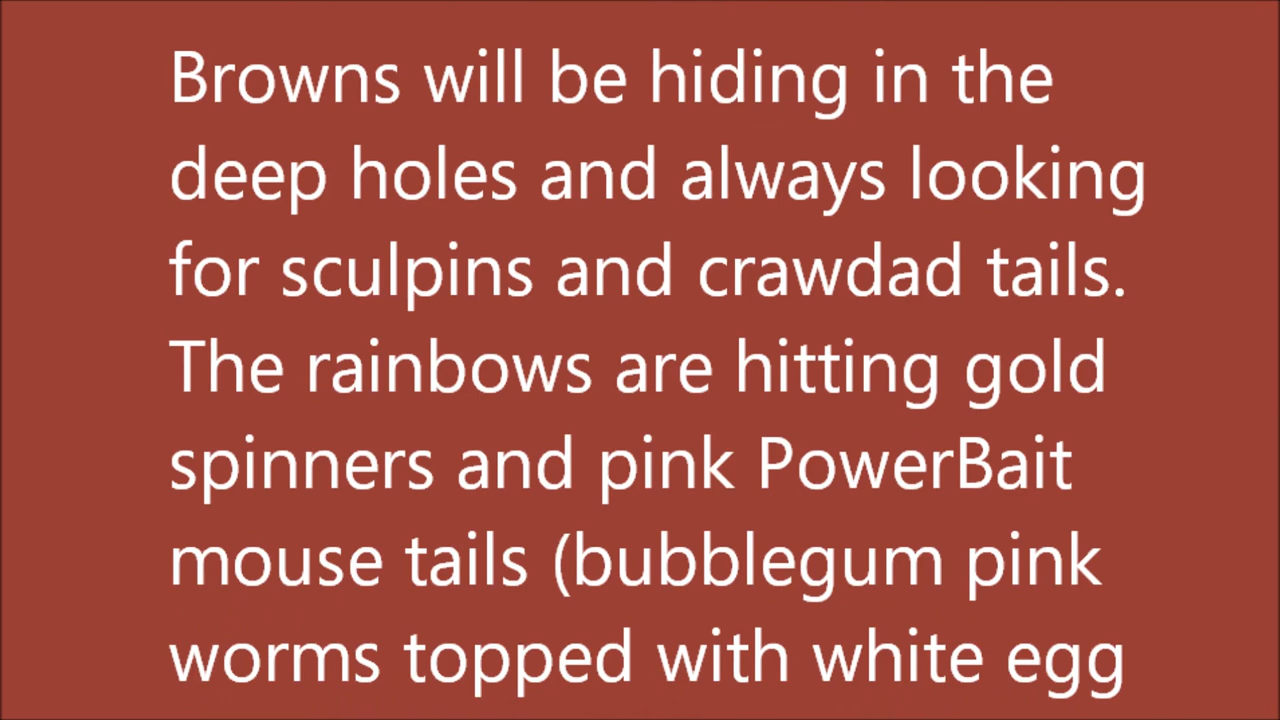 Browns will be hiding in the
deep holes and always looking
for sculpins and crawdad tails.
The rainbows are hitting gold
spinners and pink PowerBait
mouse tails (bubblegum pink
worms topped with white egg